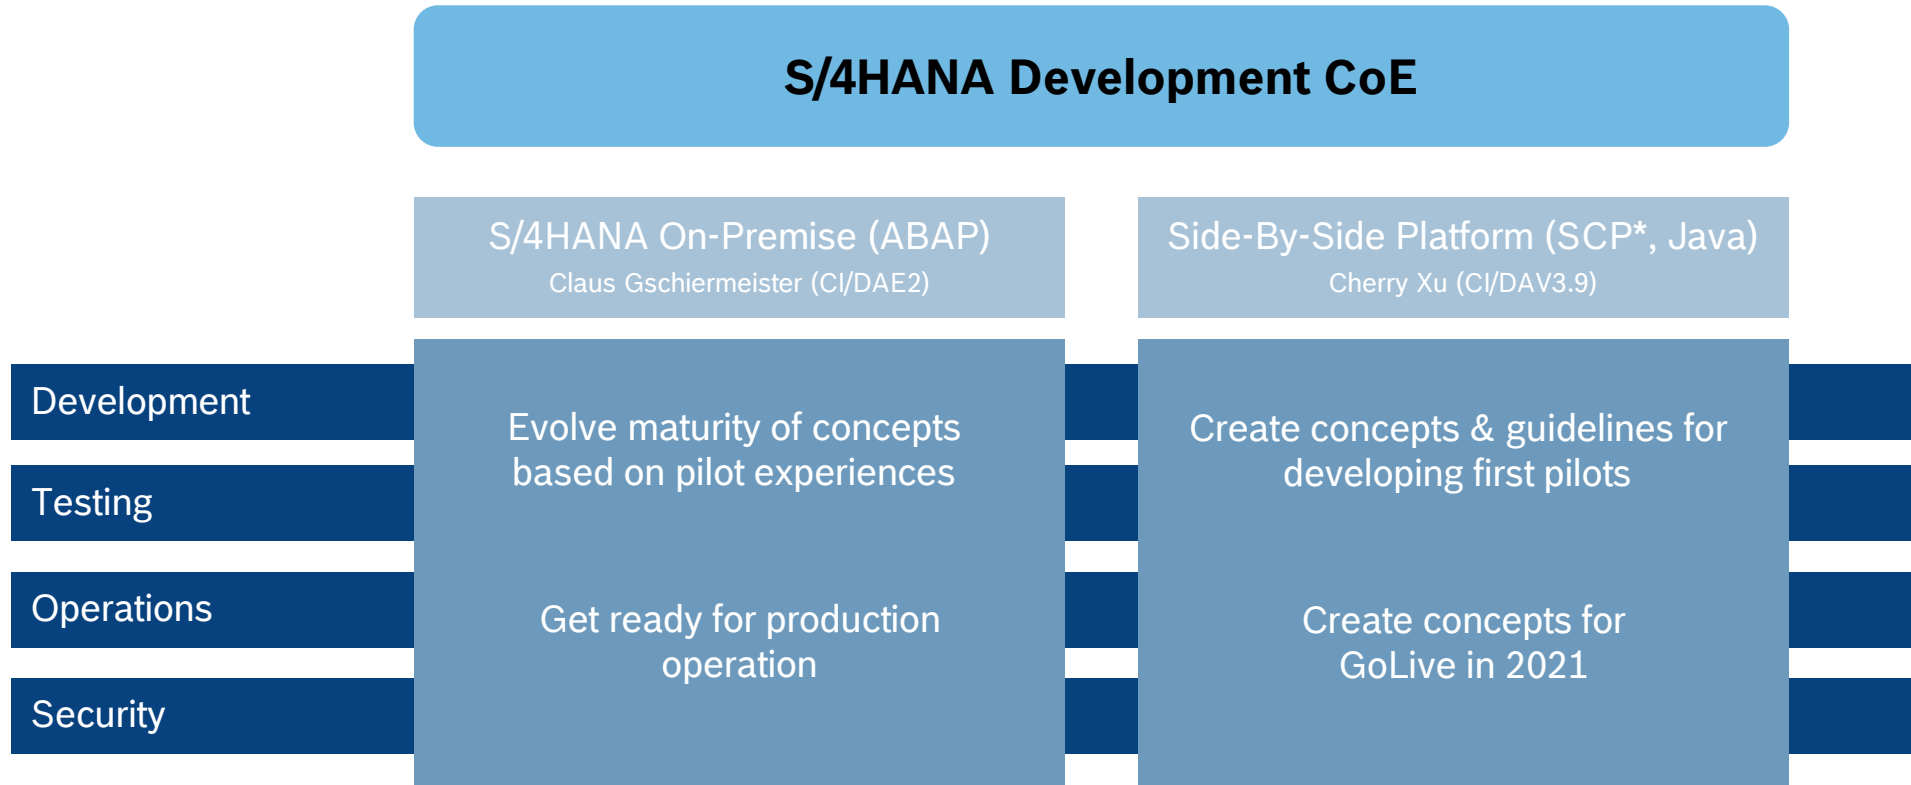 S/4HANA Development CoE
S/4HANA On-Premise (ABAP)
Claus Gschiermeister (CI/DAE2)
Side-By-Side Platform (SCP*, Java)
Cherry Xu (CI/DAV3.9)
Development
Testing
Operations
Security
Evolve maturity of concepts
based on pilot experiences
Get ready for production
operation
Create concepts & guidelines for
developing first pilots
Create concepts for
GoLive in 2021